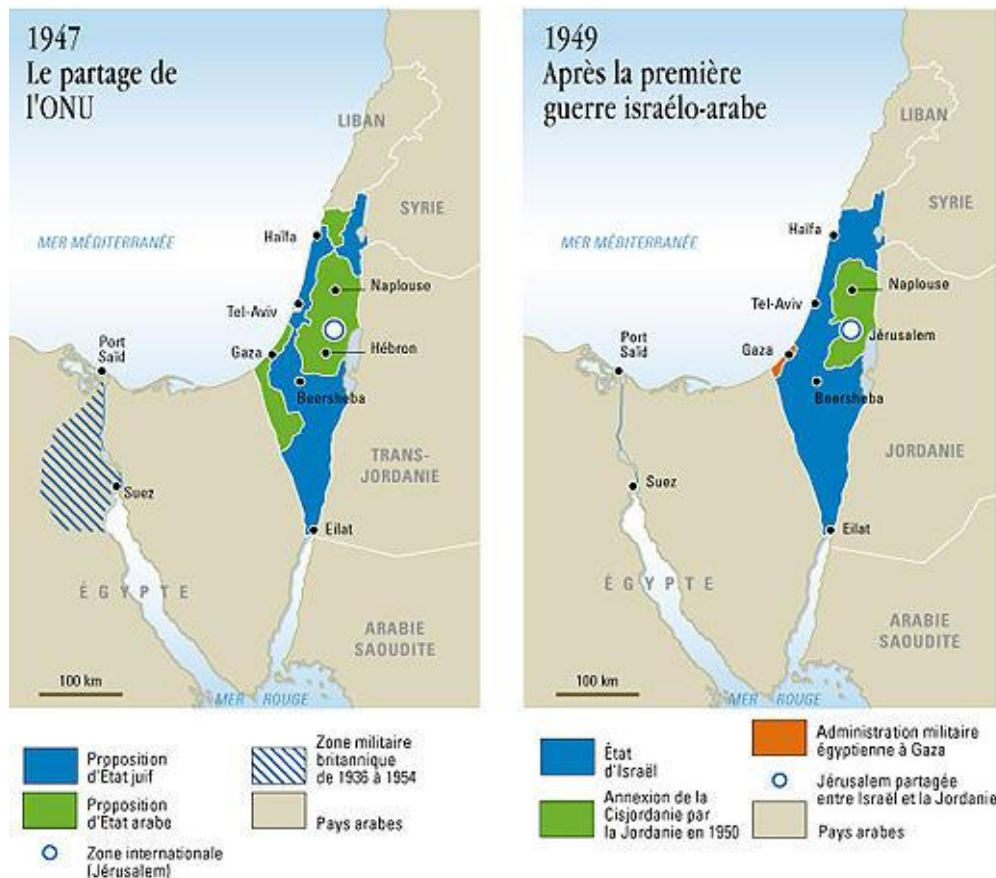 1947
Le partage de
l'ONU
LIBAN
SYRIE
MER MÉDITERRANÉE
Haïfa
Naplouse
Tel-Aviv
Port
Saïd
Gaza
Hébron
Beersheba
TRANS-
JORDANIE
Suez
Eilat
ÉGYPTE
ARABIE
SAOUDITE
100 km
MER ROUGE
Proposition
d'Etat juif
Proposition
d'Etat arabe
Zone internationale
(Jérusalem)
Zone militaire
britannique
de 1936 à 1954
Pays arabes
1949
Après la première
guerre israélo-arabe
LIBAN
SYRIE
MER MÉDITERRANÉE
Haïfa
Naplouse
Tel-Aviv
Port
Saïd
Jérusalem
Gaza
Beersheba
JORDANIE
Suez
Eilat
ÉGYPTE
ARABIE
SAOUDITE
100 km
MER ROUGE
État
d'Israël
Annexion de la
Cisjordanie par
la Jordanie en 1950
Administration militaire
égyptienne à Gaza
Jérusalem partagée
entre Israël et la Jordanie
Pays arabes